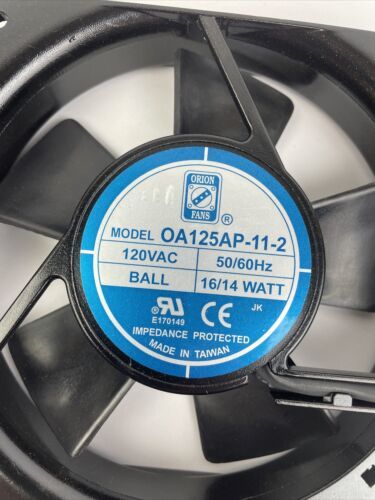 ORION
FANS
®
MODEL OA125AP-11-2
120VAC 50/60Hz
BALL 16/14 WATT
E170149 CE JK
IMPEDANCE PROTECTED
MADE IN TAIWAN